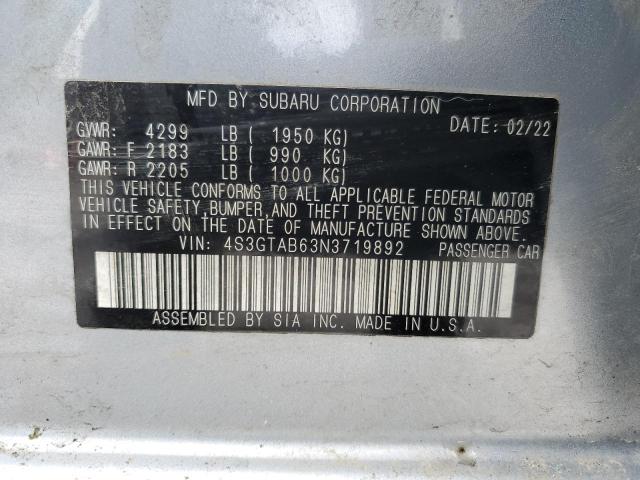 MFD BY SUBARU CORPORATION
DATE: 02/22
GVWR: 4299 LB ( 1950 KG)
GAWR: F 2183 LB ( 990 KG)
GAWR: R 2205 LB ( 1000 KG)
THIS VEHICLE CONFORMS TO ALL APPLICABLE FEDERAL MOTOR
VEHICLE SAFETY,BUMPER,AND THEFT PREVENTION STANDARDS
IN EFFECT ON THE DATE OF MANUFACTURE SHOWN ABOVE.
VIN: 4S3GTAB63N3719892 PASSENGER CAR
ASSEMBLED BY SIA INC. MADE IN U.S.A.